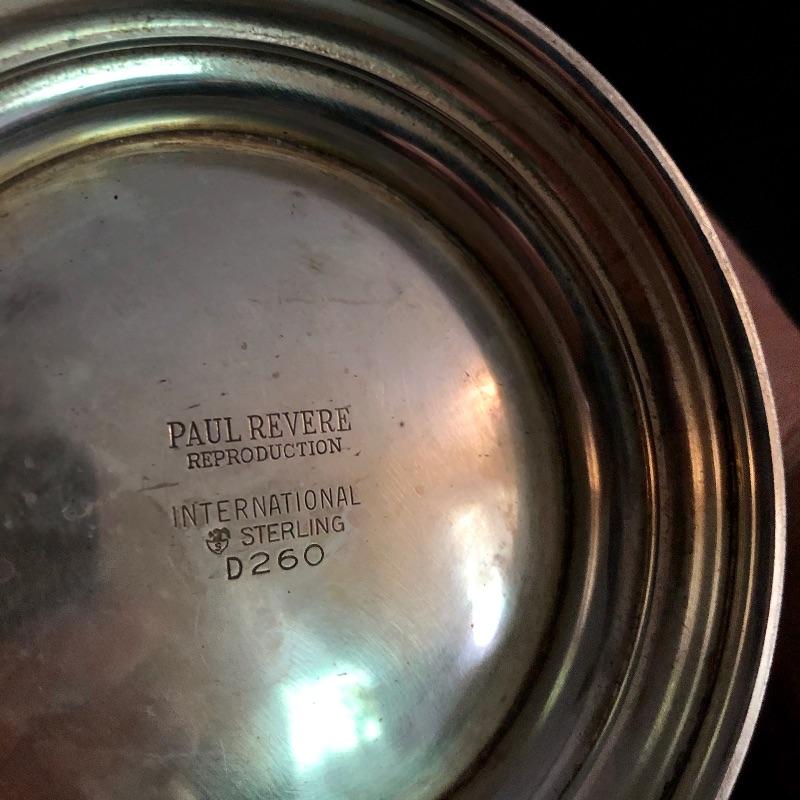 PAUL REVERE
REPRODUCTION
INTERNATIONAL
S STERLING
D260